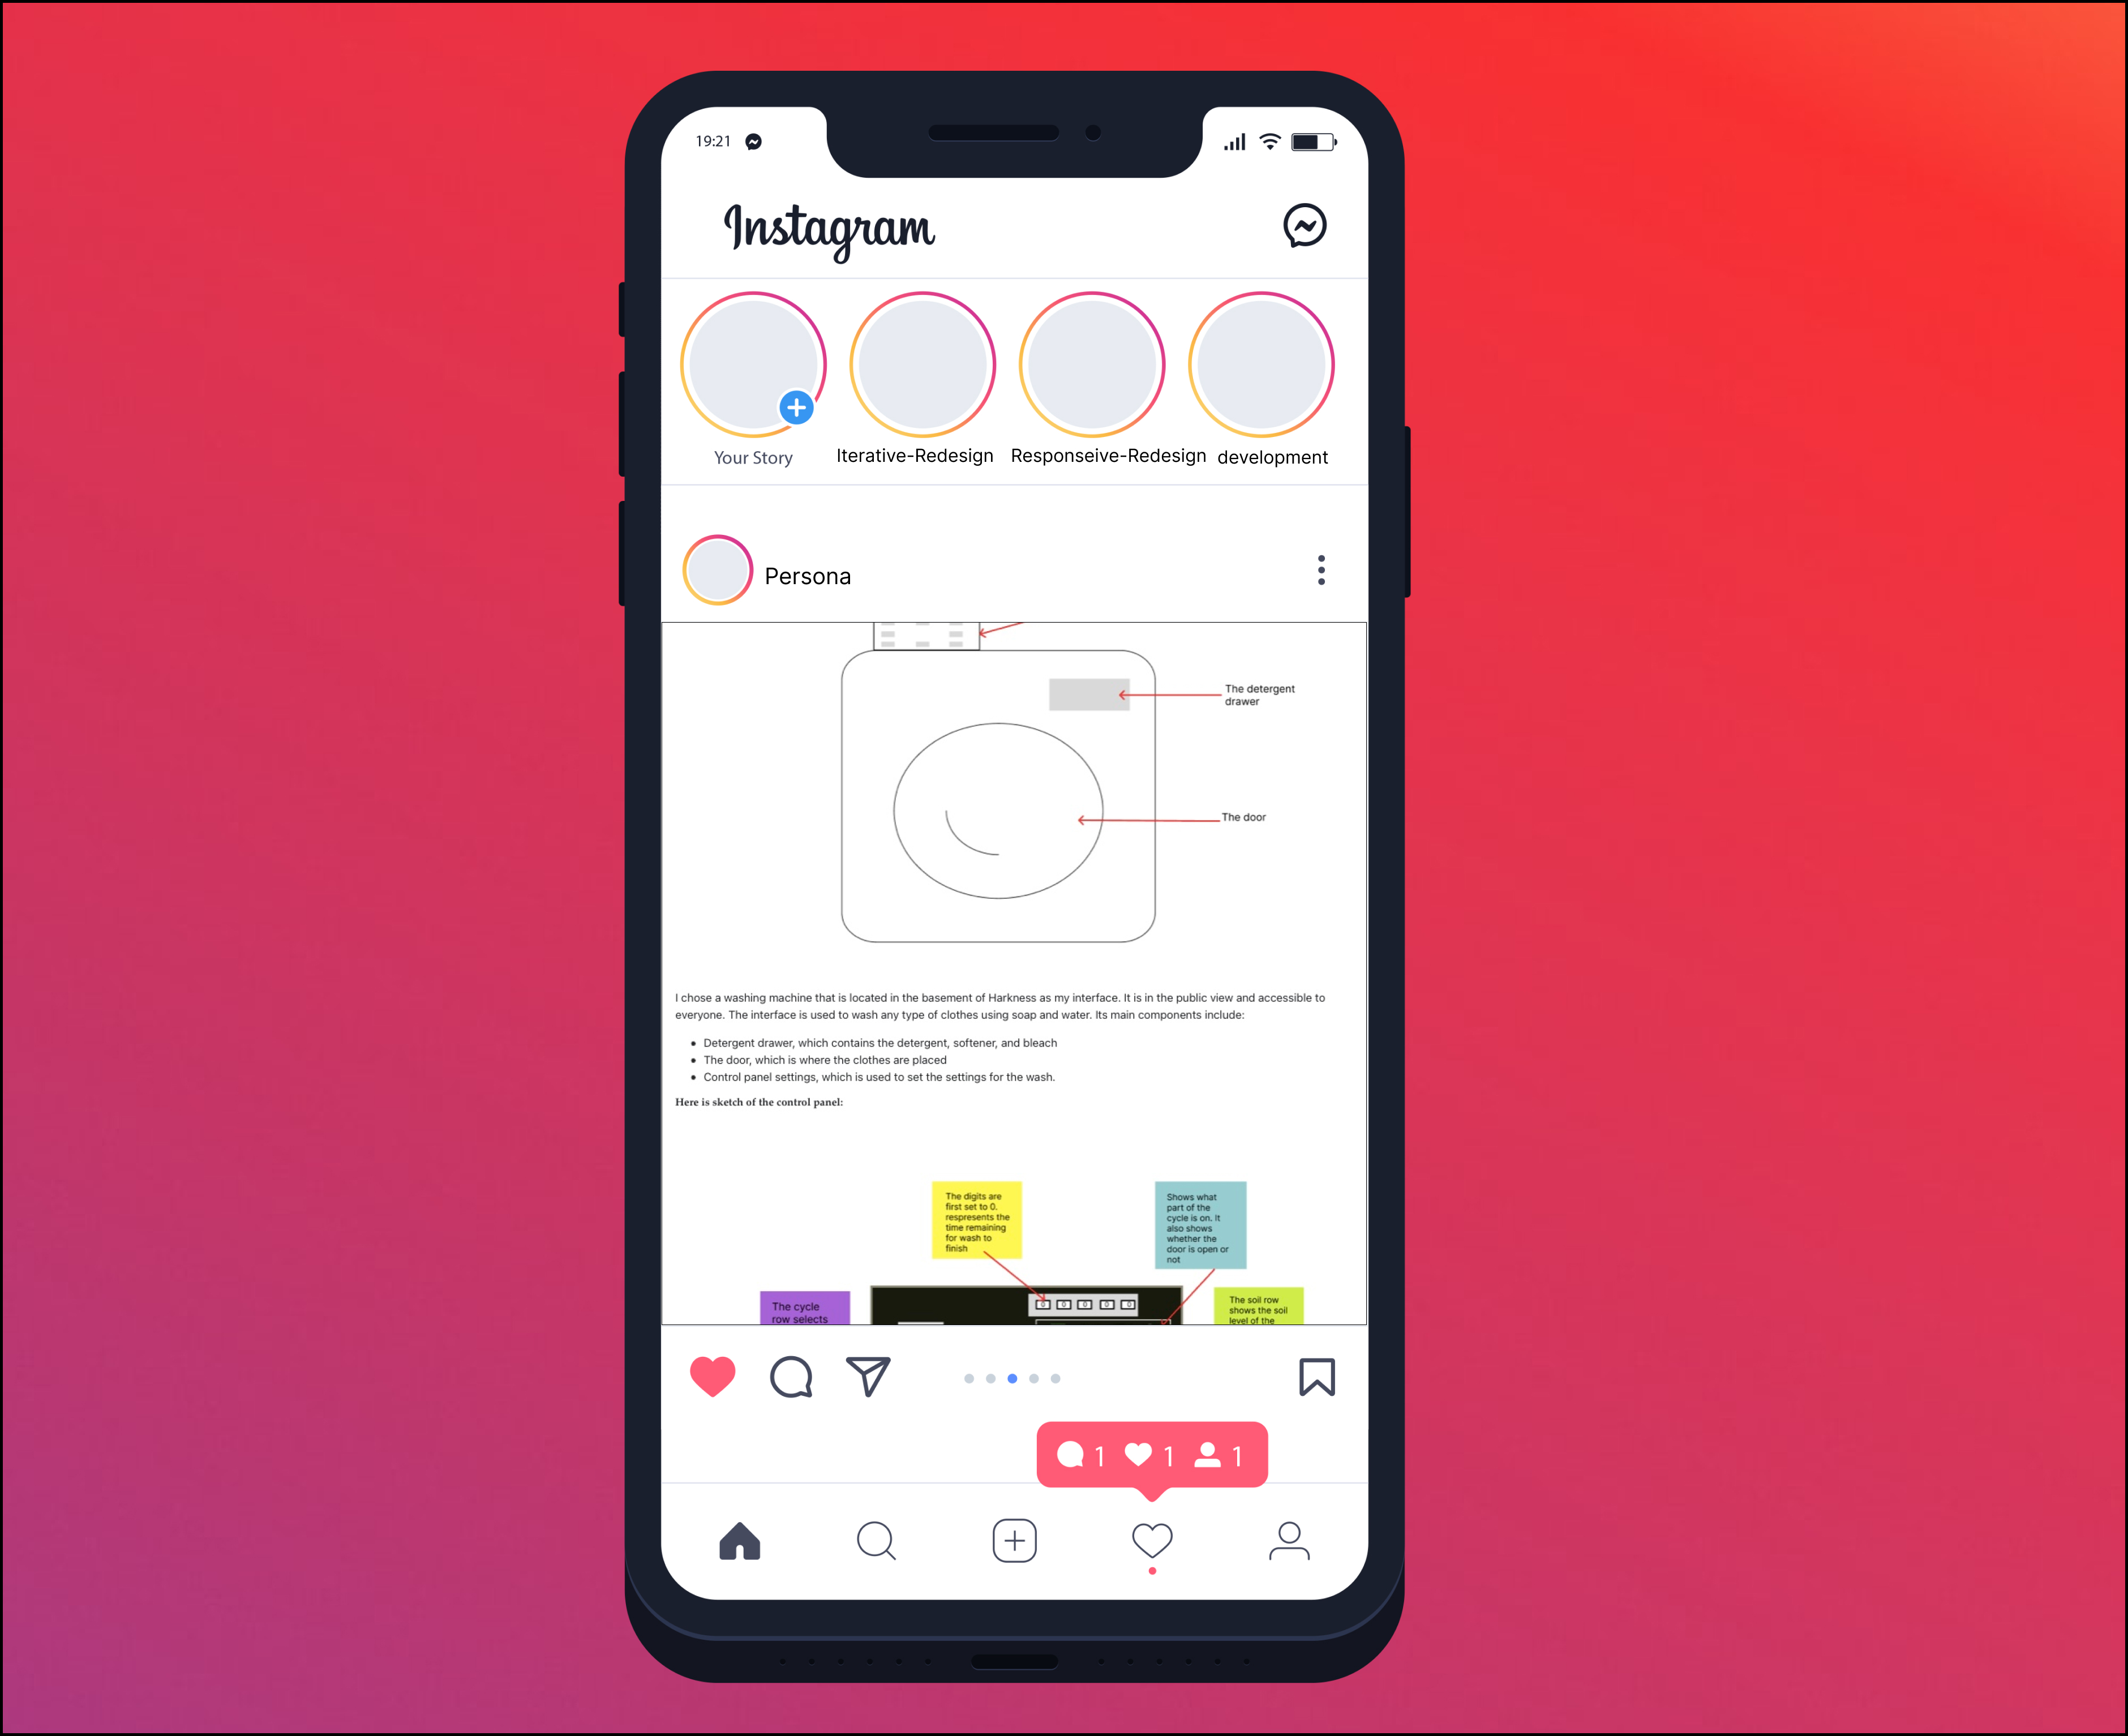 19:21
Instagram
Your Story
Iterative-Redesign
Responseive-Redesign
development
Persona
The detergent
drawer
The door
I chose a washing machine that is located in the basement of Harkness as my interface. It is in the public view and accessible to
everyone. The interface is used to wash any type of clothes using soap and water. Its main components include:
• Detergent drawer, which contains the detergent, softener, and bleach
• The door, which is where the clothes are placed
• Control panel settings, which is used to set the settings for the wash.
Here is sketch of the control panel:
The digits are
first set to 0.
respresents the
time remaining
for wash to
finish
Shows what
part of the
cycle is on. It
also shows
whether the
door is open or
not
The cycle
row selects
0 0 0 0 0
The soil row
shows the soil
level of the
1 1 1